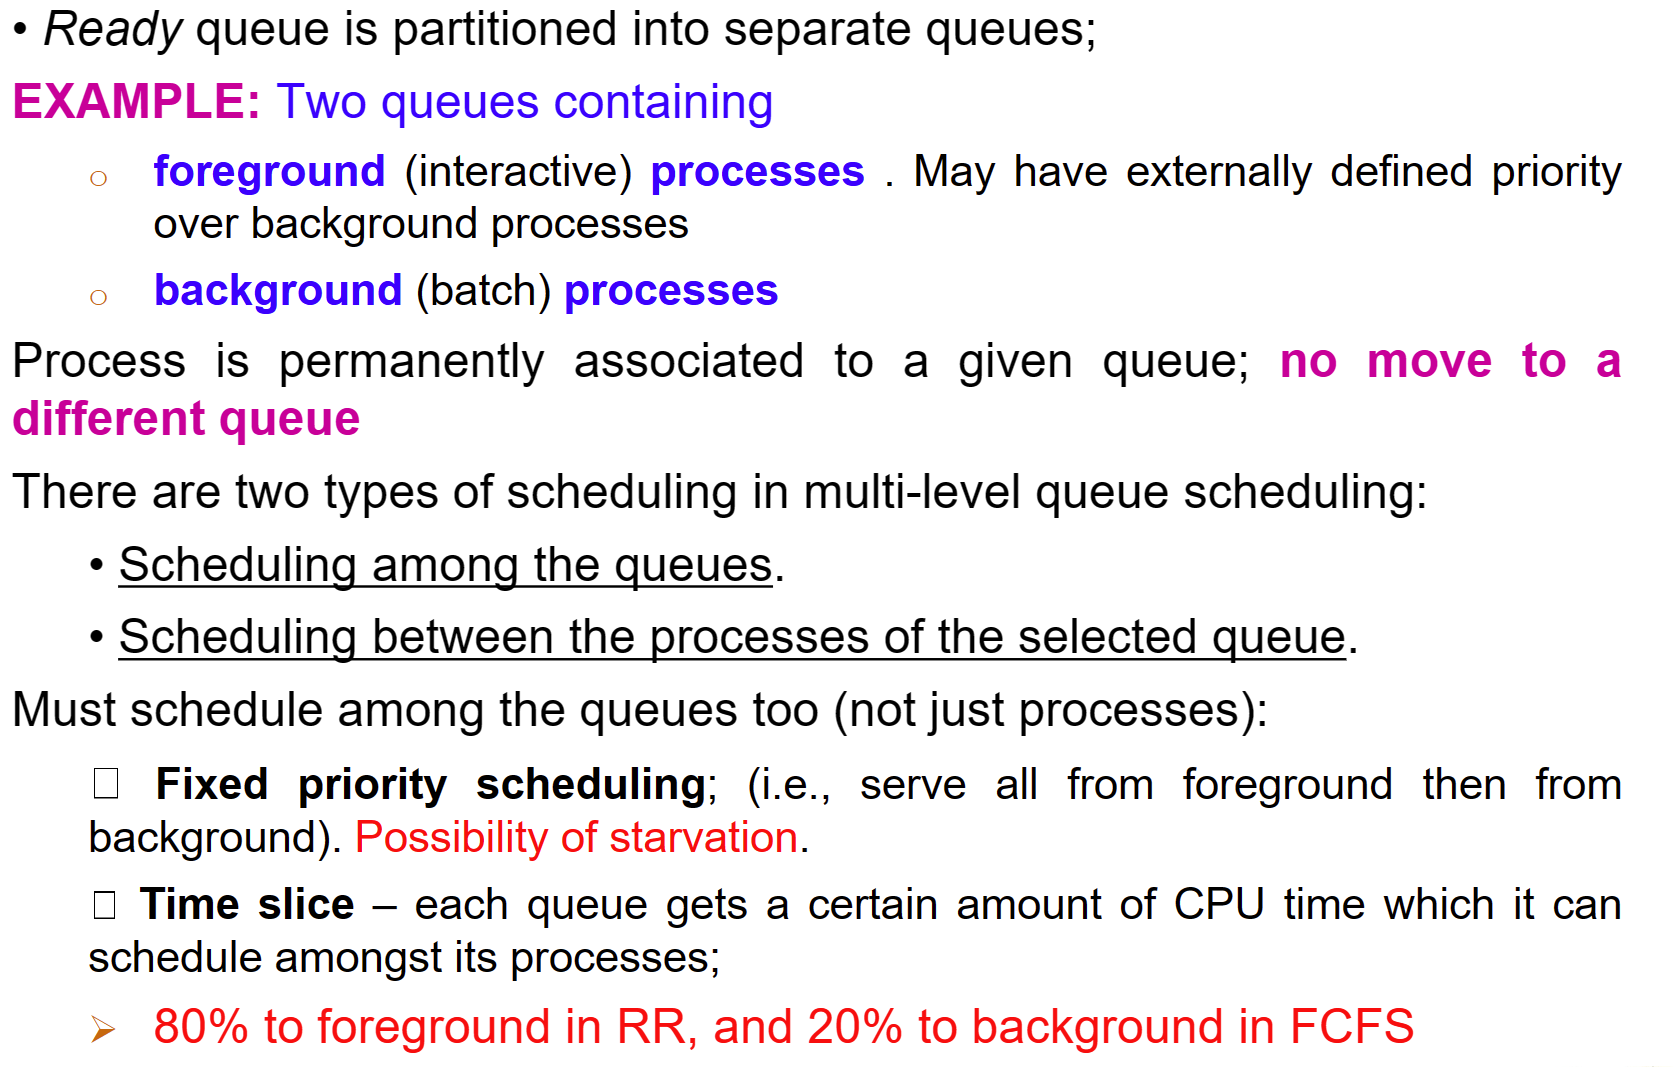 • Ready queue is partitioned into separate queues;
EXAMPLE: Two queues containing
○ foreground (interactive) processes . May have externally defined priority
over background processes
○ background (batch) processes
Process is permanently associated to a given queue; no move to a
different queue
There are two types of scheduling in multi-level queue scheduling:
• Scheduling among the queues.
• Scheduling between the processes of the selected queue.
Must schedule among the queues too (not just processes):
□ Fixed priority scheduling; (i.e., serve all from foreground then from
background). Possibility of starvation.
□ Time slice – each queue gets a certain amount of CPU time which it can
schedule amongst its processes;
➢ 80% to foreground in RR, and 20% to background in FCFS